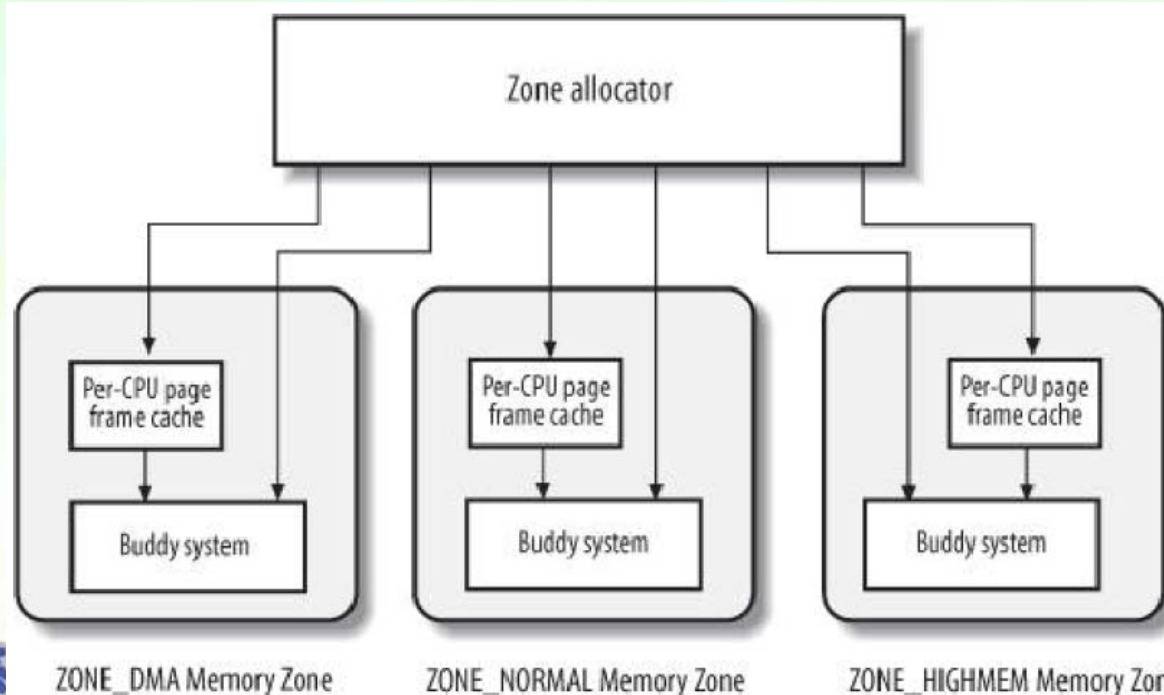 Zone allocator
Per-CPU page
frame cache
Per-CPU page
frame cache
Per-CPU page
frame cache
Buddy system
Buddy system
Buddy system
ZONE_DMA Memory Zone
ZONE_NORMAL Memory Zone
ZONE_HIGHMEM Memory Zon